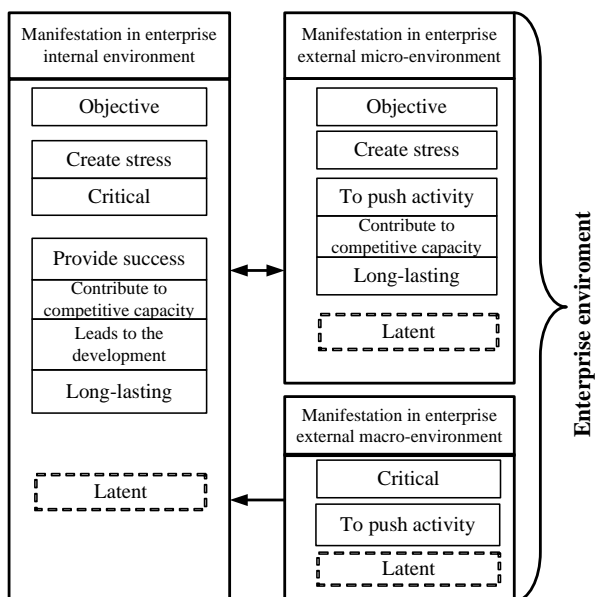 Manifestation in enterprise
internal environment
Objective
Create stress
Critical
Provide success
Contribute to
competitive capacity
Leads to the
development
Long-lasting
Latent
Manifestation in enterprise
external micro-environment
Objective
Create stress
To push activity
Contribute to
competitive capacity
Long-lasting
Latent
Manifestation in enterprise
external macro-environment
Critical
To push activity
Latent
Enterprise enviroment